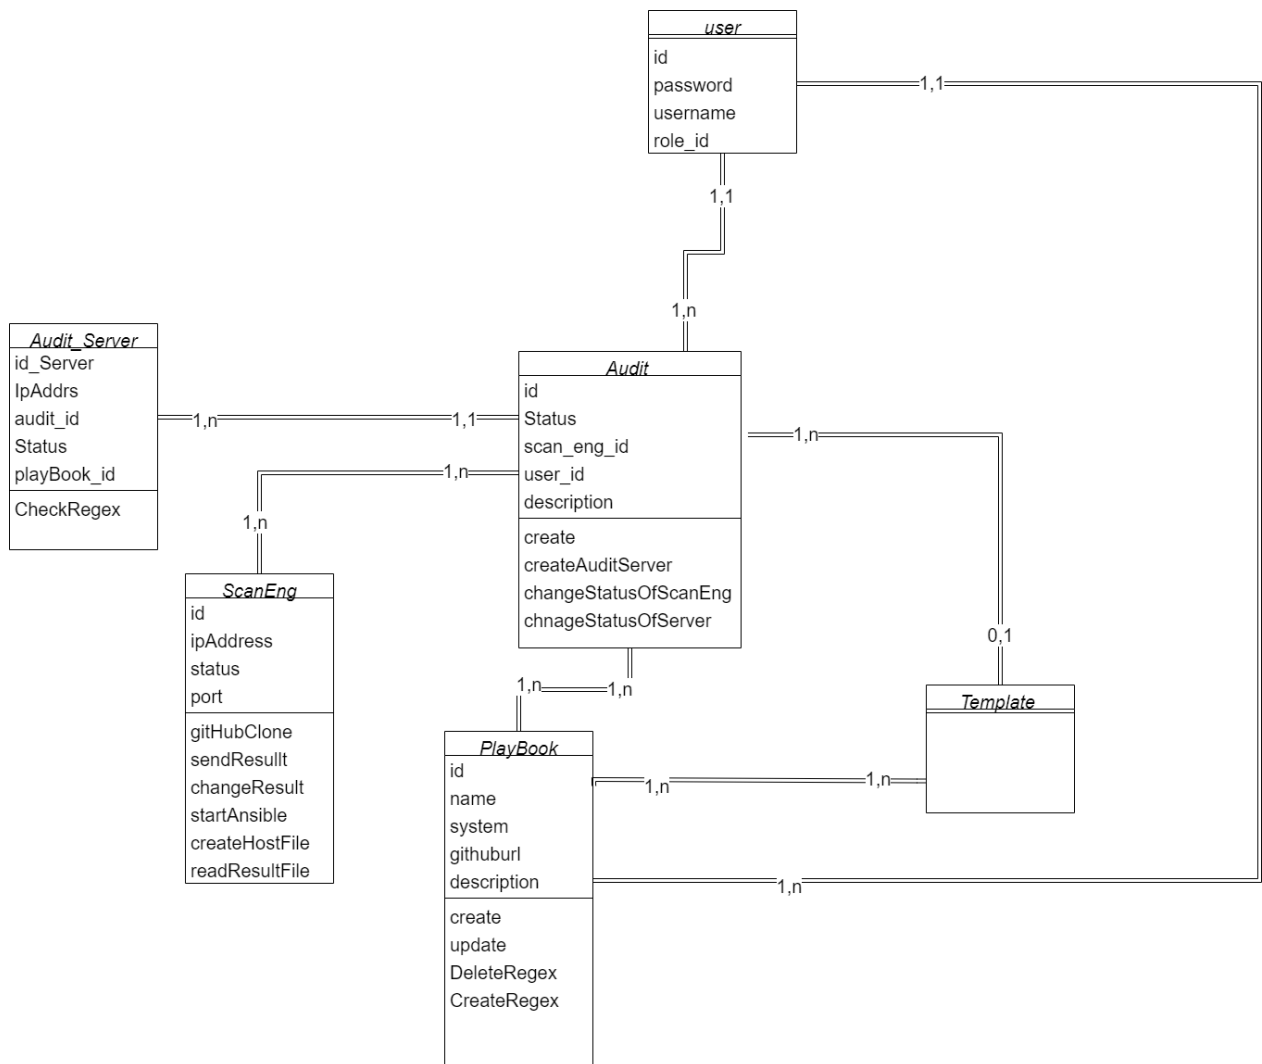 user
id
password
username
role_id
1,1
1,1
1,n
Audit_Server
id_Server
IpAddrs
audit_id
Status
playBook_id
CheckRegex
1,n
1,1
Audit
id
Status
scan_eng_id
user_id
description
create
createAuditServer
changeStatusOfScanEng
chnageStatusOfServer
1,n
1,n
1,n
0,1
ScanEng
id
ipAddress
status
port
gitHubClone
sendResullt
changeResult
startAnsible
createHostFile
readResultFile
1,n
1,n
PlayBook
id
name
system
githuburl
description
create
update
DeleteRegex
CreateRegex
Template
1,n
1,n
1,n